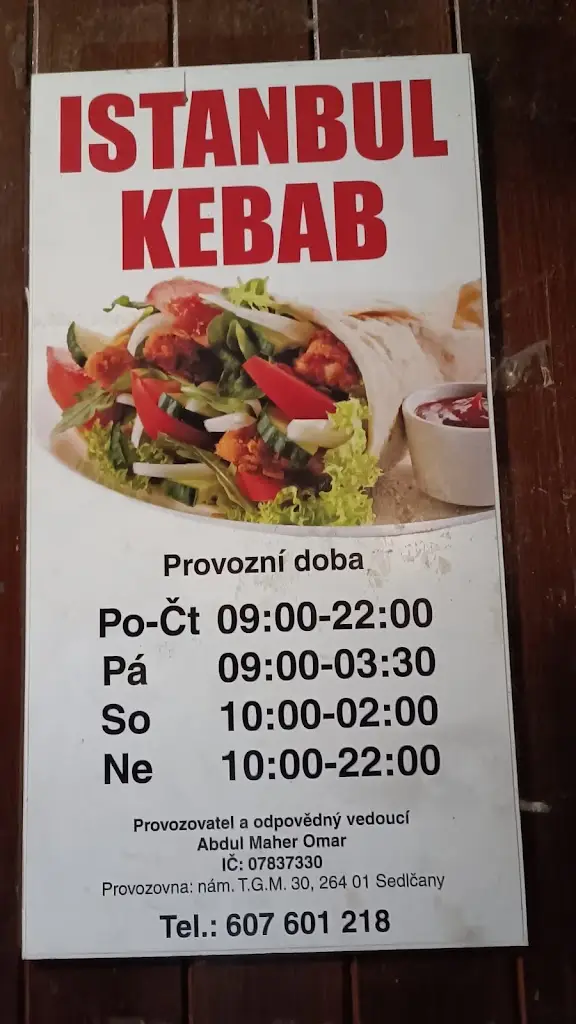 ISTANBUL
KEBAB
Provozní doba
Po-Čt 09:00-22:00
Pá 09:00-03:30
So 10:00-02:00
Ne 10:00-22:00
Provozovatel a odpovědný vedoucí
Abdul Maher Omar
IČ: 07837330
Provozovna: nám. T.G.M. 30, 264 01 Sedlčany
Tel.: 607 601 218